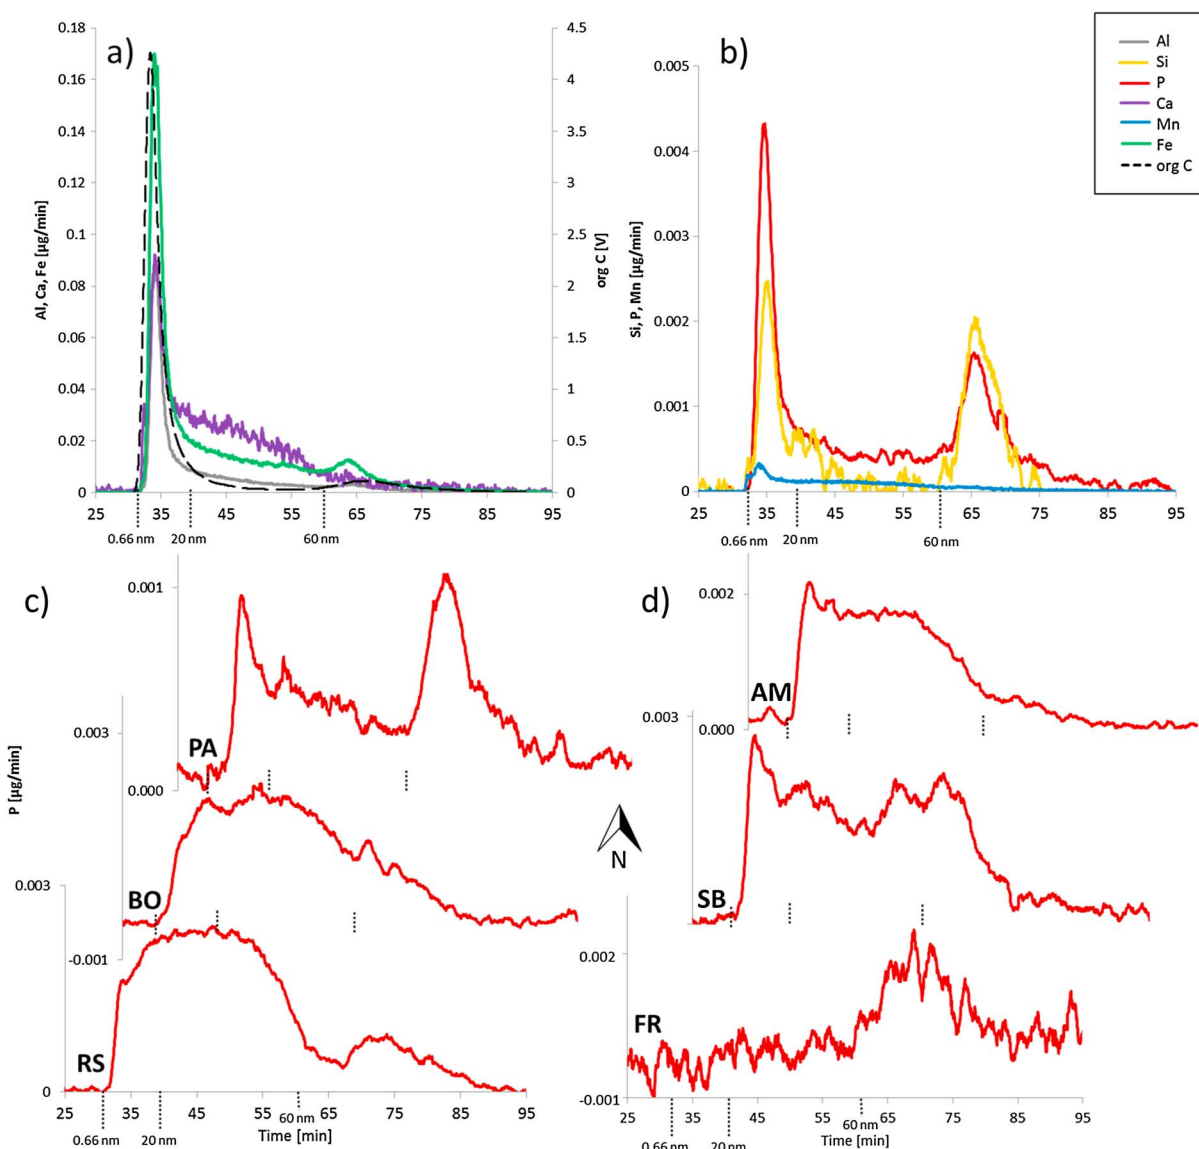 a)
0.18
0.16
0.14
0.12
0.1
0.08
0.06
0.04
0.02
0
Al, Ca, Fe [µg/min]
4.5
4
3.5
3
2.5
2
1.5
1
0.5
0
org C [V]
25 35 45 55 65 75 85 95
0.66 nm 20 nm 60 nm
b)
0.005
0.004
0.003
0.002
0.001
0
Si, P, Mn [µg/min]
25 35 45 55 65 75 85 95
0.66 nm 20 nm 60 nm
Al
Si
P
Ca
Mn
Fe
org C
c)
P [µg/min]
0.001
0.000
PA
0.003
-0.001
BO
0.003
0
RS
25 35 45 55 65 75 85 95
0.66 nm 20 nm 60 nm
Time [min]
N
d)
0.002
0.000
AM
0.003
SB
0.002
-0.001
FR
25 35 45 55 65 75 85 95
0.66 nm 20 nm 60 nm
Time [min]